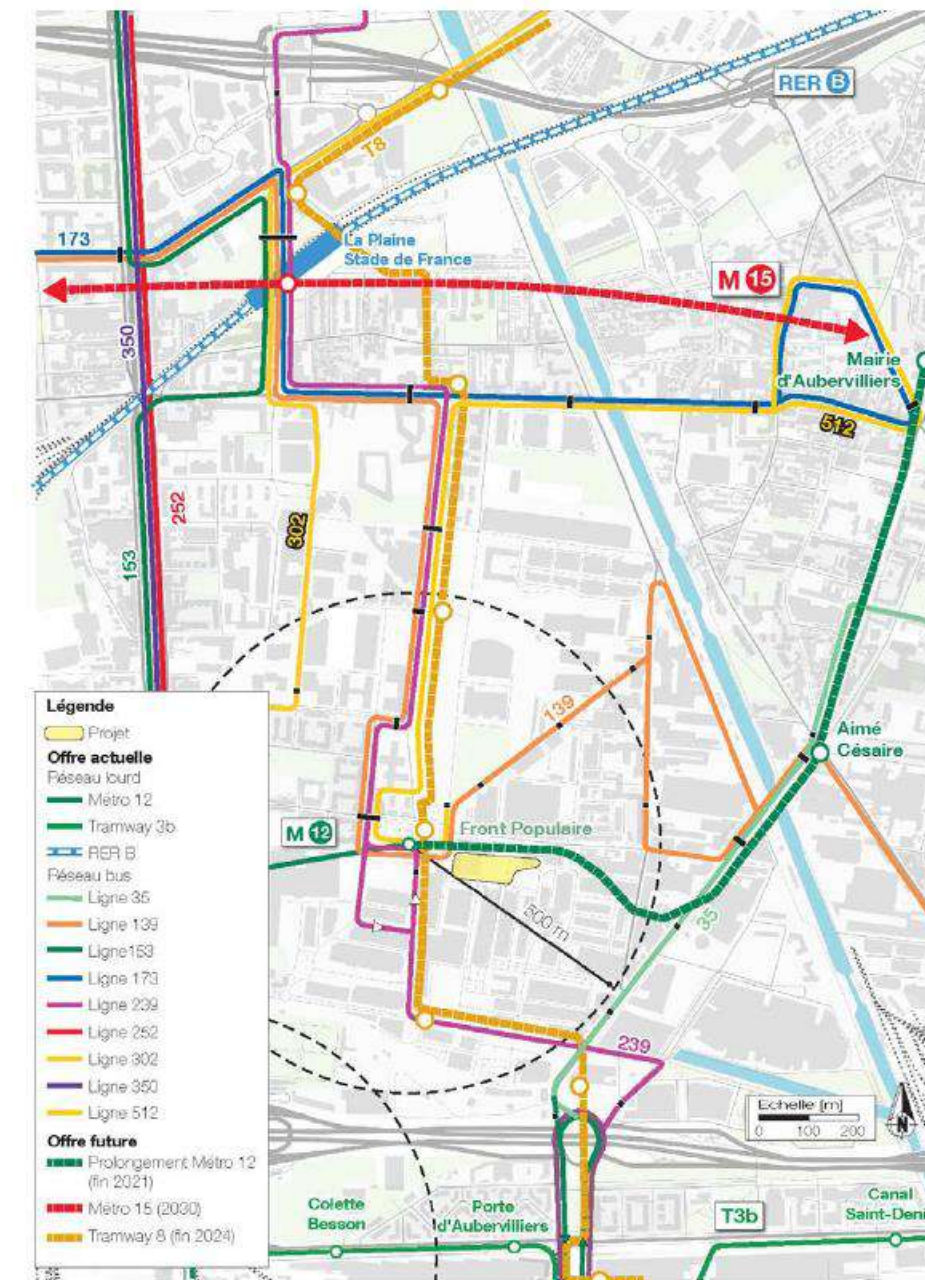 RER B
T8
173
La Plaine
Stade de France
M 15
350
Mairie
d'Aubervilliers
512
252
302
153
139
Légende
Projet
Offre actuelle
Réseau lourd
Métro 12
Tramway 3b
RER B
Réseau bus
Ligne 35
Ligne 139
Ligne153
Ligne 173
Ligne 239
Ligne 252
Ligne 302
Ligne 350
Ligne 512
Offre future
Prolongement Métro 12
(fin 2021)
Métro 15 (2030)
Tramway 8 (fin 2024)
Aimé
Césaire
M 12
Front Populaire
500 m
35
239
Echelle [m]
0 100 200
N
Colette
Besson
Porte
d'Aubervilliers
T3b
Canal
Saint-Deni